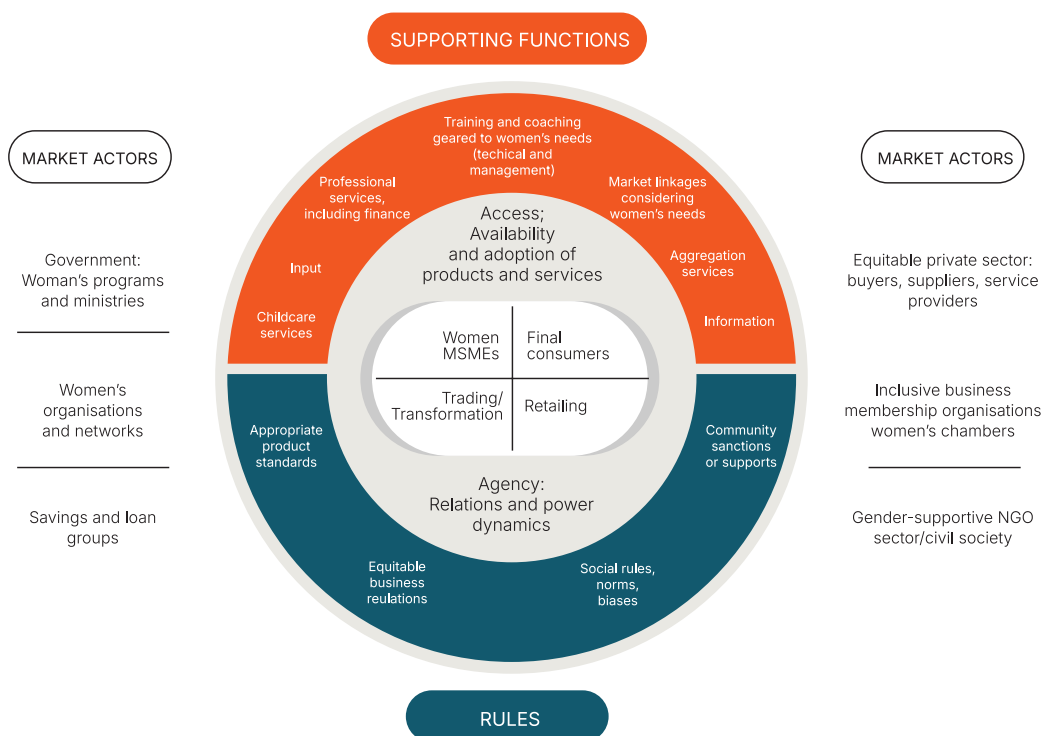 SUPPORTING FUNCTIONS
MARKET ACTORS
Government:
Woman's programs
and ministries
Women's
organisations
and networks
Savings and loan
groups
Training and coaching
geared to women's needs
(techical and
management)
Professional
services,
including finance
Market linkages
considering
women's needs
Input
Aggregation
services
Childcare
services
Information
Access;
Availability
and adoption of
products and services
Women
MSMEs
Final
consumers
Trading/
Transformation
Retailing
Agency:
Relations and power
dynamics
Appropriate
product
standards
Community
sanctions
or supports
Equitable
business
reulations
Social rules,
norms,
biases
MARKET ACTORS
Equitable private sector:
buyers, suppliers, service
providers
Inclusive business
membership organisations
women's chambers
Gender-supportive NGO
sector/civil society
RULES